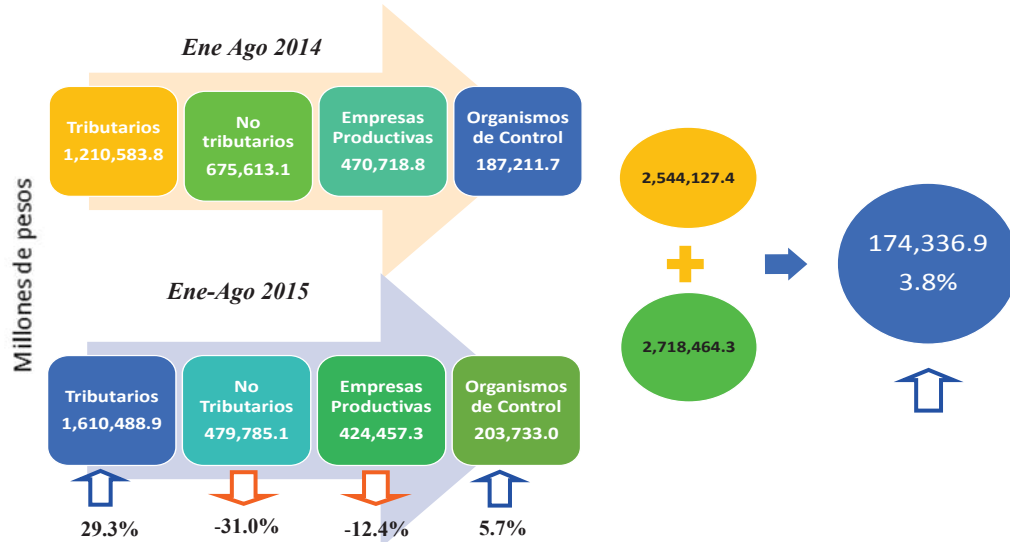 Millones de pesos
Ene Ago 2014
Tributarios
1,210,583.8
No
tributarios
675,613.1
Empresas
Productivas
470,718.8
Organismos
de Control
187,211.7
Ene-Ago 2015
Tributarios
1,610,488.9
No
Tributarios
479,785.1
Empresas
Productivas
424,457.3
Organismos
de Control
203,733.0
29.3%
-31.0%
-12.4%
5.7%
2,544,127.4
2,718,464.3
174,336.9
3.8%